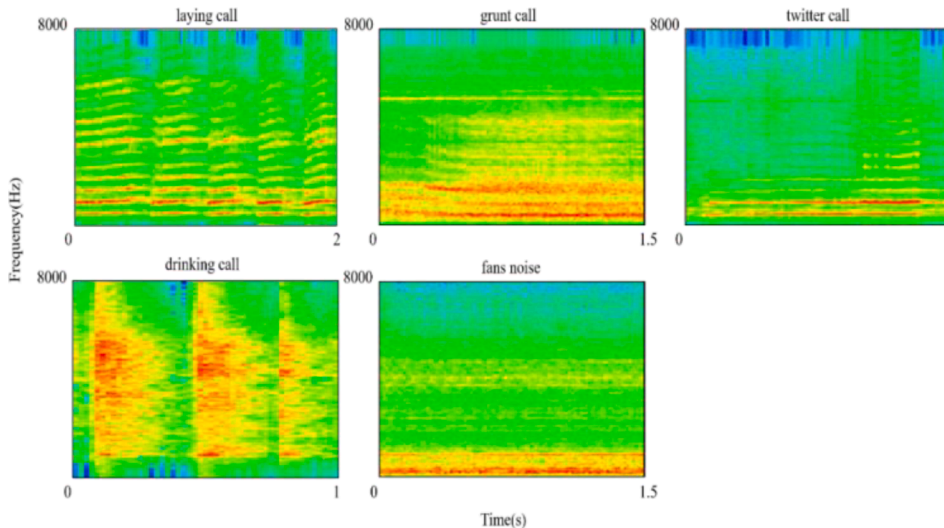 laying call
grunt call
twitter call
8000
8000
8000
0
2
0
1.5
0
Frequency(Hz)
drinking call
fans noise
8000
8000
0
1
0
1.5
Time(s)